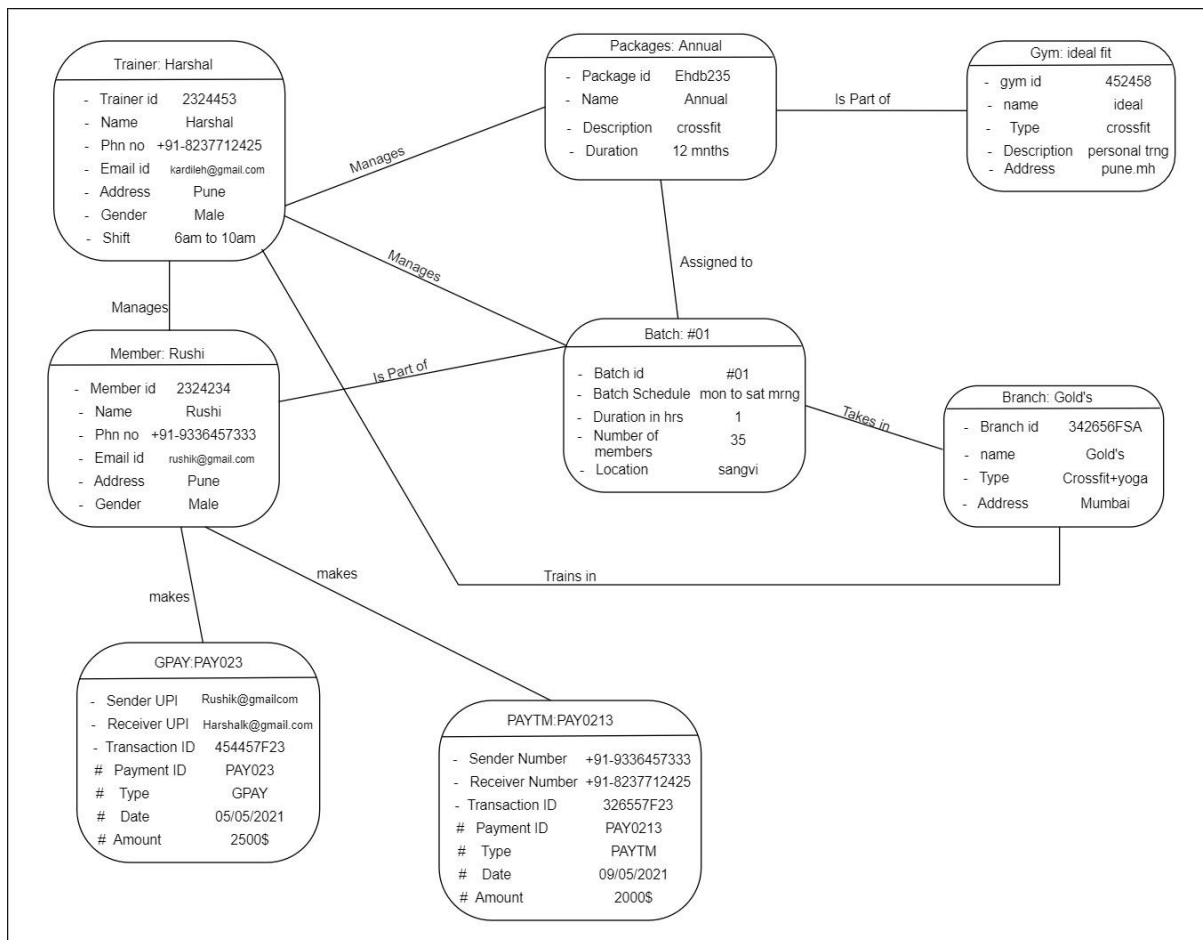 Trainer: Harshal
- Trainer id 2324453
- Name Harshal
- Phn no +91-8237712425
- Email id kardileh@gmail.com
- Address Pune
- Gender Male
- Shift 6am to 10am
Packages: Annual
- Package id Ehdb235
- Name Annual
- Description crossfit
- Duration 12 mnths
Gym: ideal fit
- gym id 452458
- name ideal
- Type crossfit
- Description personal trng
- Address pune.mh
Is Part of
Manages
Manages
Assigned to
Manages
Member: Rushi
- Member id 2324234
- Name Rushi
- Phn no +91-9336457333
- Email id rushik@gmail.com
- Address Pune
- Gender Male
Is Part of
Batch: #01
- Batch id #01
- Batch Schedule mon to sat mrng
- Duration in hrs 1
- Number of members 35
- Location sangvi
Takes in
Branch: Gold's
- Branch id 342656FSA
- name Gold's
- Type Crossfit+yoga
- Address Mumbai
Trains in
makes
makes
GPAY:PAY023
- Sender UPI Rushik@gmailcom
- Receiver UPI Harshalk@gmail.com
- Transaction ID 454457F23
# Payment ID PAY023
# Type GPAY
# Date 05/05/2021
# Amount 2500$
PAYTM:PAY0213
- Sender Number +91-9336457333
- Receiver Number +91-8237712425
- Transaction ID 326557F23
# Payment ID PAY0213
# Type PAYTM
# Date 09/05/2021
# Amount 2000$